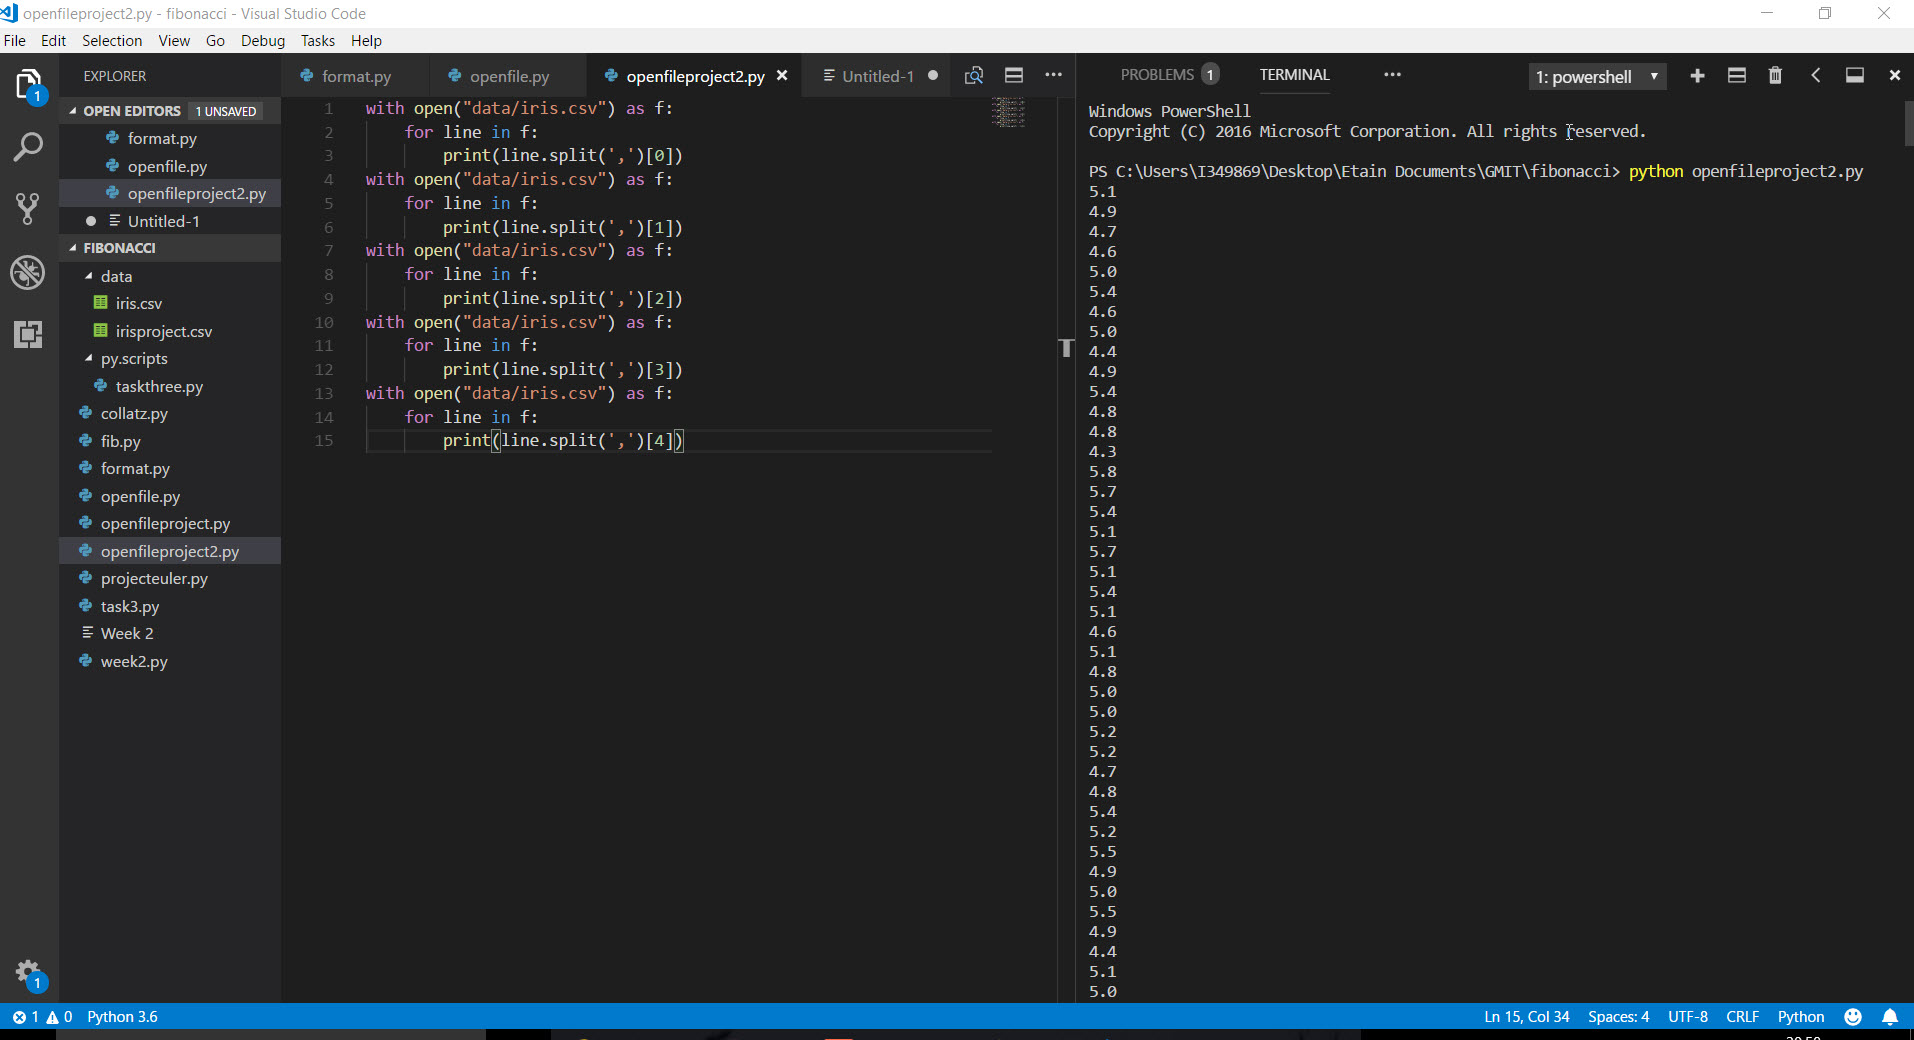 openfileproject2.py - fibonacci - Visual Studio Code
File Edit Selection View Go Debug Tasks Help
EXPLORER
OPEN EDITORS 1 UNSAVED
format.py
openfile.py
openfileproject2.py
Untitled-1
FIBONACCI
data
iris.csv
irisproject.csv
py.scripts
taskthree.py
collatz.py
fib.py
format.py
openfile.py
openfileproject.py
openfileproject2.py
projecteuler.py
task3.py
Week 2
week2.py
1
1
format.py openfile.py openfileproject2.py Untitled-1
1 with open("data/iris.csv") as f:
2 for line in f:
3 print(line.split(',')[0])
4 with open("data/iris.csv") as f:
5 for line in f:
6 print(line.split(',')[1])
7 with open("data/iris.csv") as f:
8 for line in f:
9 print(line.split(',')[2])
10 with open("data/iris.csv") as f:
11 for line in f:
12 print(line.split(',')[3])
13 with open("data/iris.csv") as f:
14 for line in f:
15 print(line.split(',')[4])
PROBLEMS 1 TERMINAL ••• 1: powershell
Windows PowerShell
Copyright (C) 2016 Microsoft Corporation. All rights reserved.
PS C:\Users\I349869\Desktop\Etain Documents\GMIT\fibonacci> python openfileproject2.py
5.1
4.9
4.7
4.6
5.0
5.4
4.6
5.0
4.4
4.9
5.4
4.8
4.8
4.3
5.8
5.7
5.4
5.1
5.7
5.1
5.4
5.1
4.6
5.1
4.8
5.0
5.0
5.2
5.2
4.7
4.8
5.4
5.2
5.5
4.9
5.0
5.5
4.9
4.4
5.1
5.0
1 0 Python 3.6 Ln 15, Col 34 Spaces: 4 UTF-8 CRLF Python